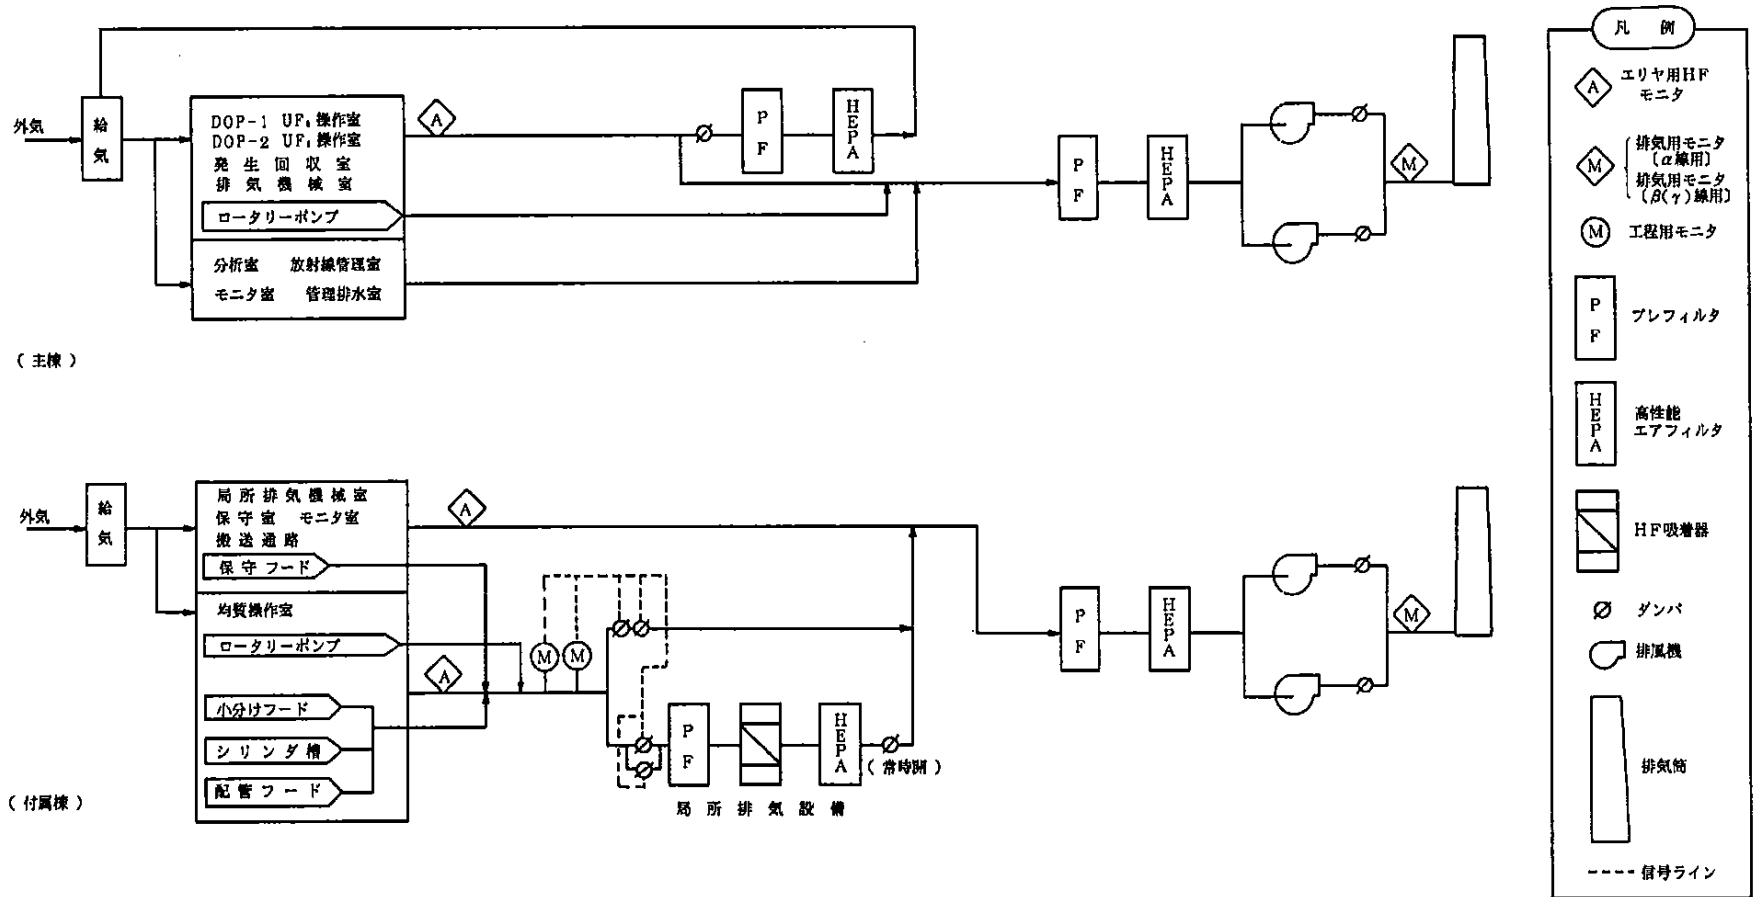 外気
給
気
DOP-1 UF₆操作室
DOP-2 UF₆操作室
発生回収室
排気機械室
ロータリーポンプ
分析室 放射線管理室
モニタ室 管理排水室
A
P
F
HEPA
P
F
HEPA
M
(主棟)
外気
給
気
局所排気機械室
保守室 モニタ室
搬送通路
保守フード
均質操作室
ロータリーポンプ
小分けフード
シリンダ槽
配管フード
A
A
M
M
P
F
HEPA
(常時開)
局所排気設備
P
F
HEPA
M
(付属棟)
凡例
A
エリヤ用HF
モニタ
M
排気用モニタ
〔α線用〕
排気用モニタ
〔β(γ)線用〕
M
工程用モニタ
P
F
プレフィルタ
HEPA
高性能
エアフィルタ
HF吸着器
ダンパ
排風機
排気筒
信号ライン